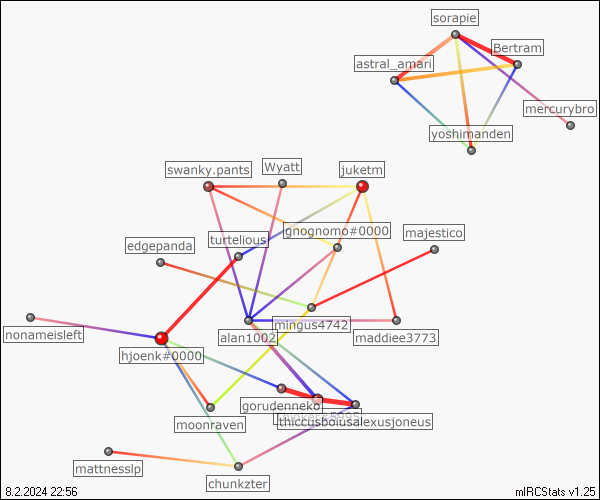 sorapie
Bertram
astral_amari
mercurybro
yoshimanden
swanky.pants
Wyatt
juketm
gnognomo#0000
majestico
turtelious
edgepanda
nonameisleft
alan1002
mingus4742
maddiee3773
hjoenk#0000
gorudenneko
thiccusboiusalexusjoneus
moonraven
mattnesslp
chunkzter
8.2.2024 22:56
mIRCStats v1.25